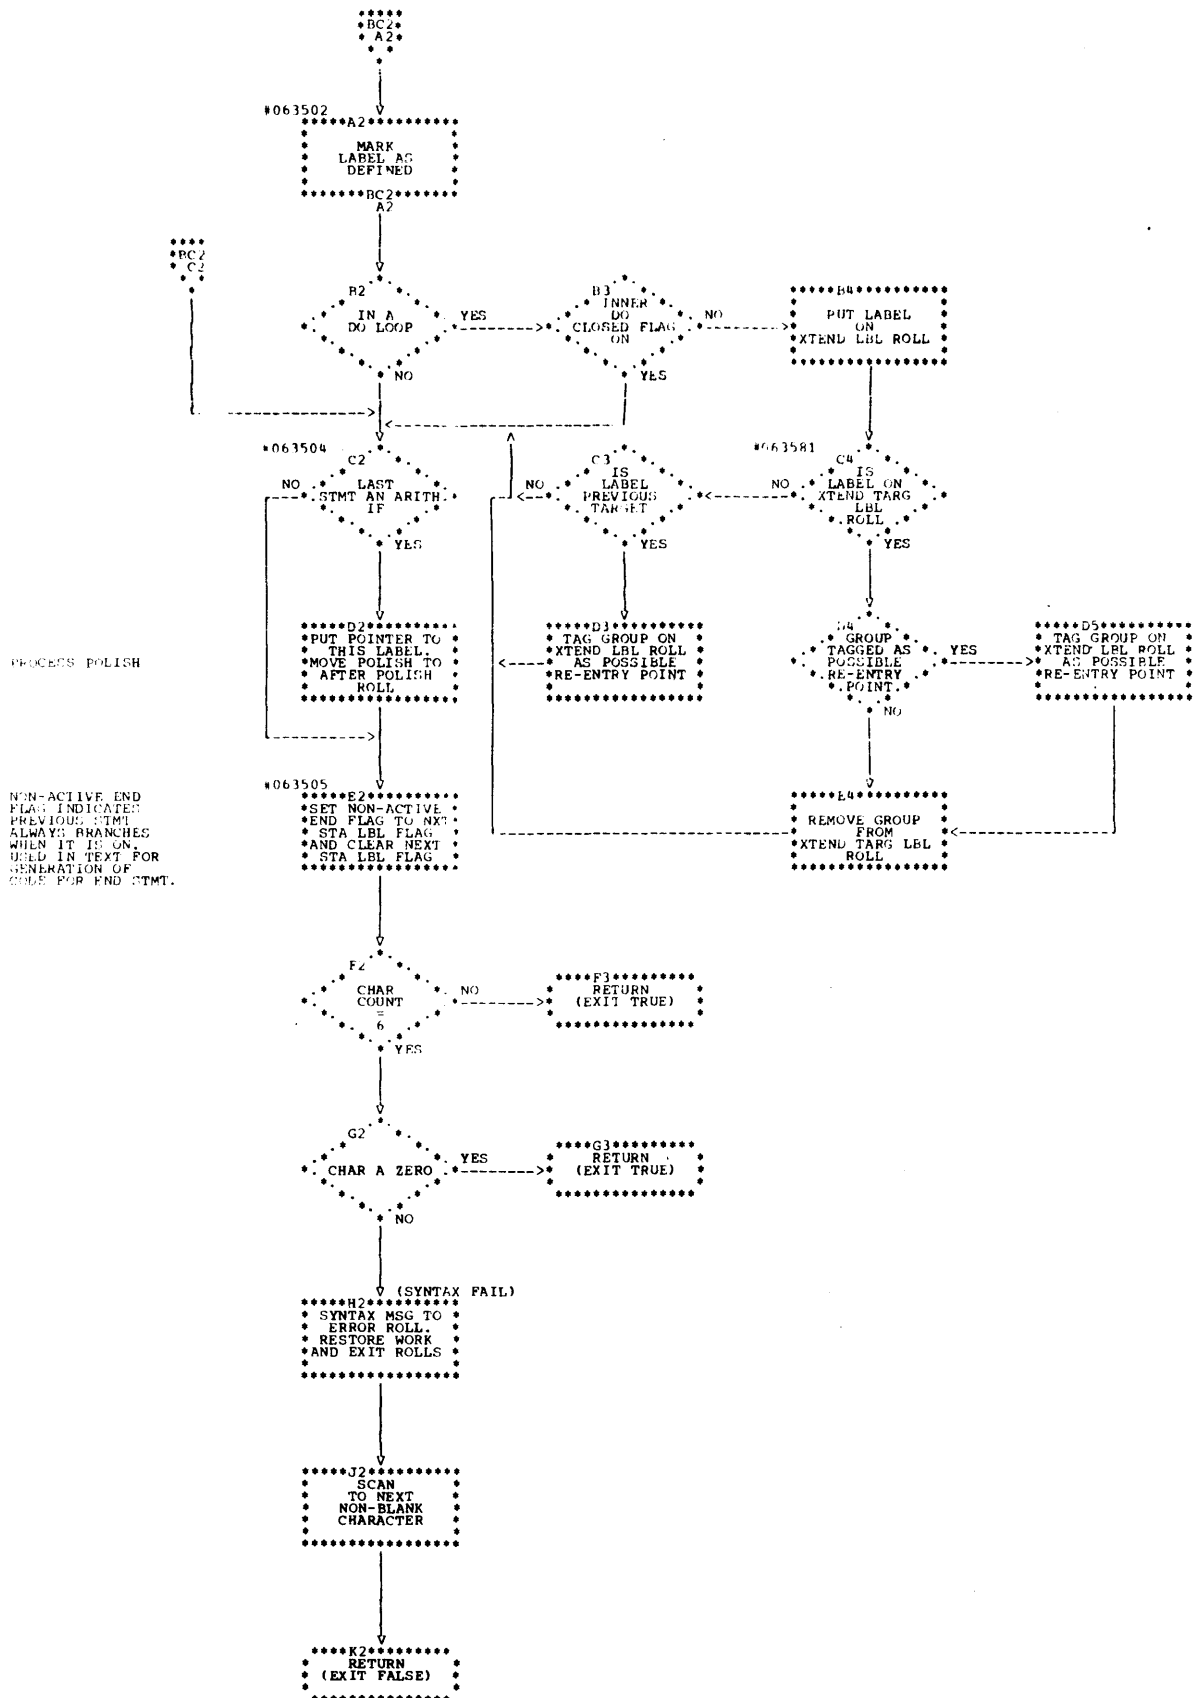 BC2
A2
#063502
A2
MARK
LABEL AS
DEFINED
BC2
A2
BC2
C2
B2
IN A
DO LOOP
YES
NO
B3
INNER
DO
CLOSED FLAG
ON
NO
YES
B4
PUT LABEL
ON
XTEND LBL ROLL
#063504
C2
LAST
STMT AN ARITH
IF
NO
YES
C3
IS
LABEL
PREVIOUS
TARGET
NO
YES
#063581
C4
IS
LABEL ON
XTEND TARG
LBL
ROLL
NO
YES
PROCESS POLISH
D2
PUT POINTER TO
THIS LABEL.
MOVE POLISH TO
AFTER POLISH
ROLL
D3
TAG GROUP ON
XTEND LBL ROLL
AS POSSIBLE
RE-ENTRY POINT
D4
GROUP
TAGGED AS
POSSIBLE
RE-ENTRY
POINT
YES
NO
D5
TAG GROUP ON
XTEND LBL ROLL
AS POSSIBLE
RE-ENTRY POINT
NON-ACTIVE END
FLAG INDICATES
PREVIOUS STMT
ALWAYS BRANCHES
WHEN IT IS ON.
USED IN TEXT FOR
GENERATION OF
CODE FOR END STMT.
#063505
E2
SET NON-ACTIVE
END FLAG TO NXT
STA LBL FLAG
AND CLEAR NEXT
STA LBL FLAG
E4
REMOVE GROUP
FROM
XTEND TARG LBL
ROLL
F2
CHAR
COUNT
=
6
NO
YES
F3
RETURN
(EXIT TRUE)
G2
CHAR A ZERO
YES
NO
G3
RETURN
(EXIT TRUE)
(SYNTAX FAIL)
H2
SYNTAX MSG TO
ERROR ROLL.
RESTORE WORK
AND EXIT ROLLS
J2
SCAN
TO NEXT
NON-BLANK
CHARACTER
K2
RETURN
(EXIT FALSE)